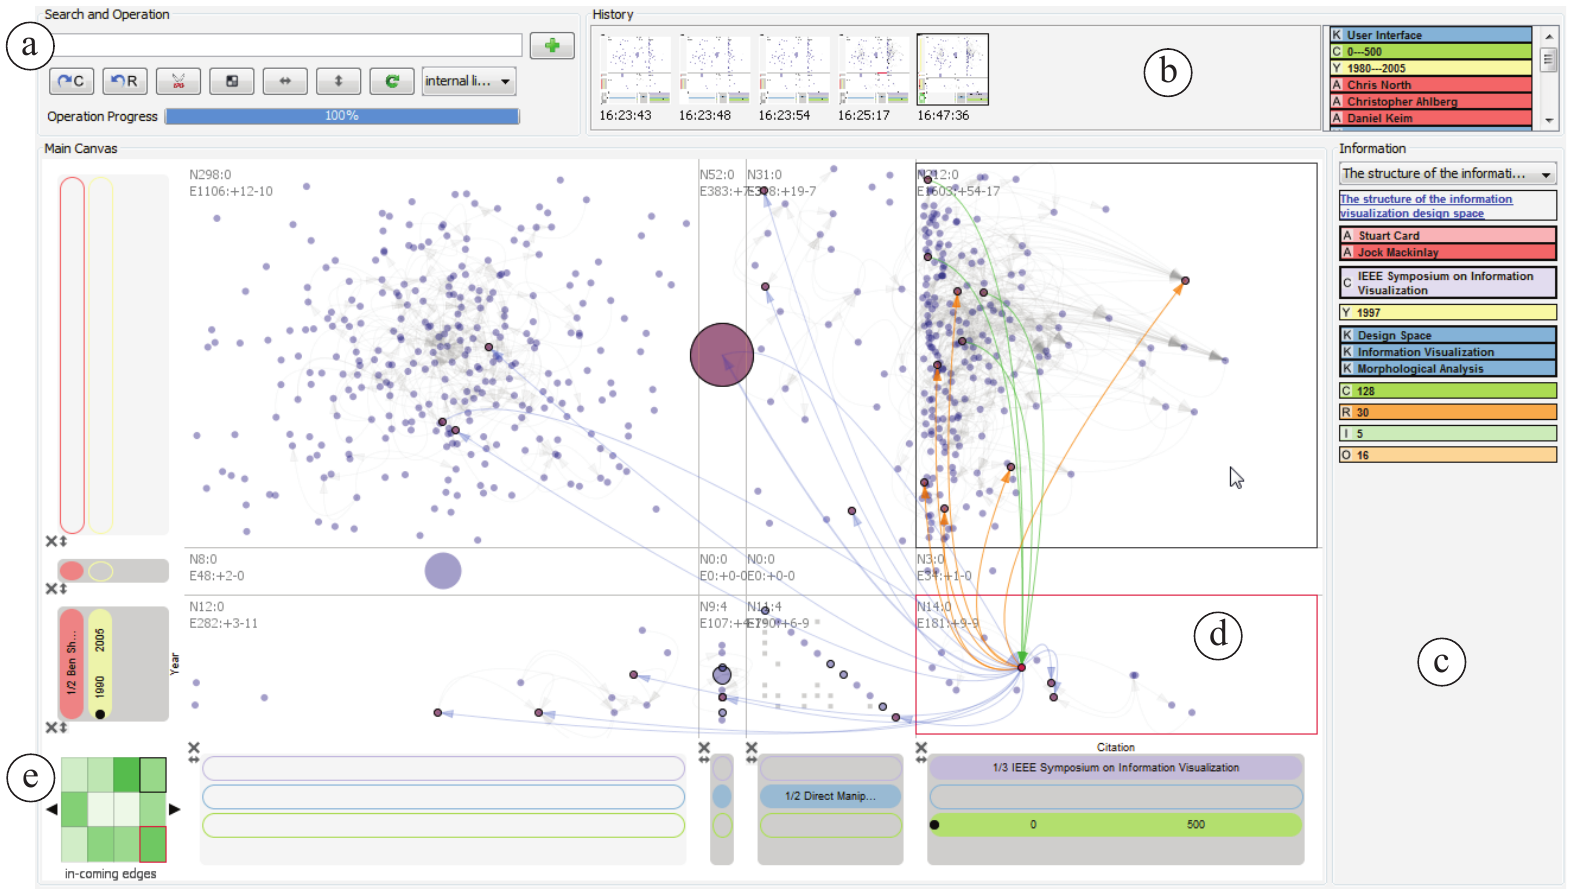 Search and Operation
a
C
R
internal li...
Operation Progress
100%
History
16:23:43
16:23:48
16:23:54
16:25:17
16:47:36
b
K User Interface
C 0---500
Y 1980---2005
A Chris North
A Christopher Ahlberg
A Daniel Keim
Main Canvas
N298:0
E1106:+12-10
N52:0
E383:+7
N31:0
+19-7
E1603:+54-17
N8:0
E48:+2-0
N0:0
E0:+0-0
N0:0
E0:+0-0
N3:0
E34:+1-0
N12:0
E282:+3-11
N9:4
N11:4
+6-9
N14:0
E181:+9-9
d
1/2 Ben Sh...
1990 2005
Year
e
in-coming edges
1/2 Direct Manip...
Citation
1/3 IEEE Symposium on Information Visualization
0 500
Information
The structure of the informati...
The structure of the information
visualization design space
A Stuart Card
A Jock Mackinlay
C IEEE Symposium on Information
Visualization
Y 1997
K Design Space
K Information Visualization
K Morphological Analysis
C 128
R 30
I 5
O 16
c